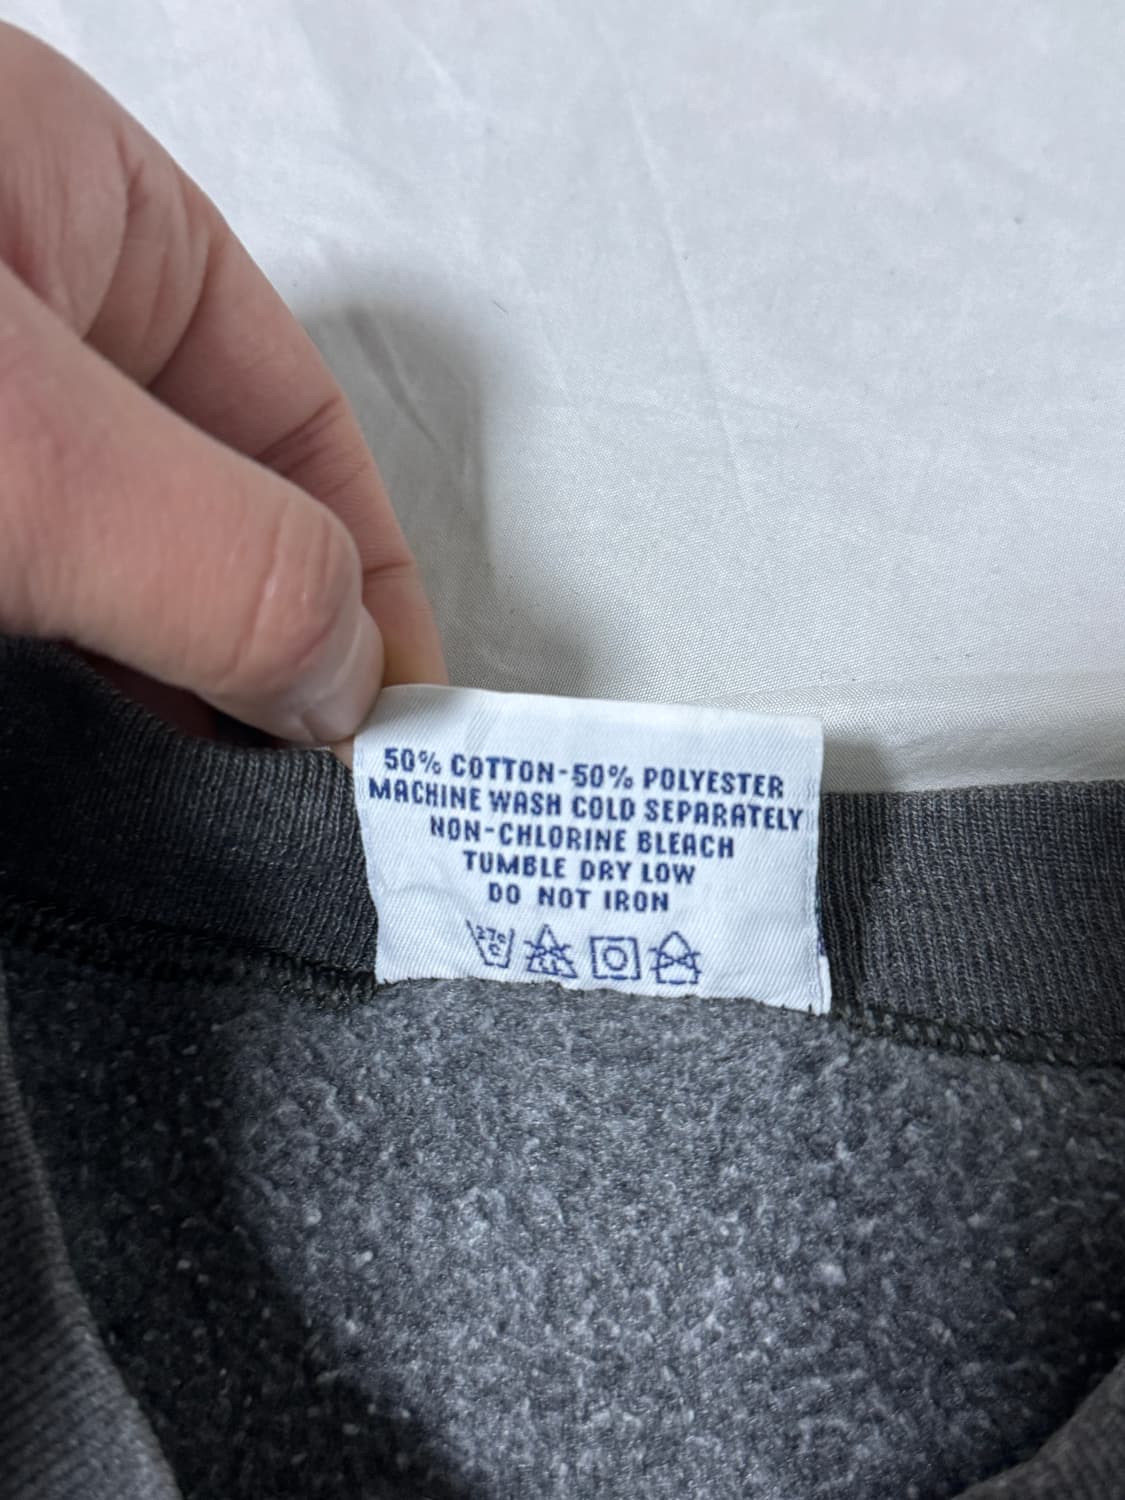 50% COTTON-50% POLYESTER
MACHINE WASH COLD SEPARATELY
NON-CHLORINE BLEACH
TUMBLE DRY LOW
DO NOT IRON